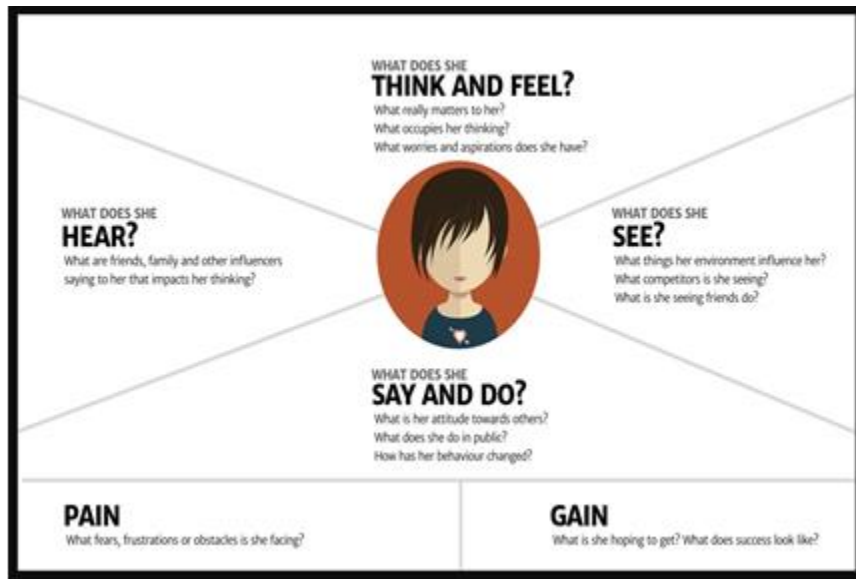 WHAT DOES SHE
THINK AND FEEL?
What really matters to her?
What occupies her thinking?
What worries and aspirations does she have?
WHAT DOES SHE
HEAR?
What are friends, family and other influencers
saying to her that impacts her thinking?
WHAT DOES SHE
SEE?
What things her environment influence her?
What competitors is she seeing?
What is she seeing friends do?
WHAT DOES SHE
SAY AND DO?
What is her attitude towards others?
What does she do in public?
How has her behaviour changed?
PAIN
What fears, frustrations or obstacles is she facing?
GAIN
What is she hoping to get? What does success look like?